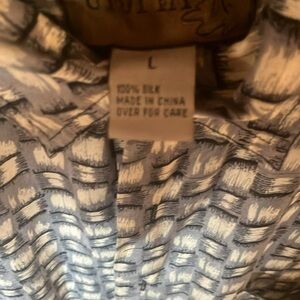 L
100% SILK
MADE IN CHINA
OVER FOR CARE